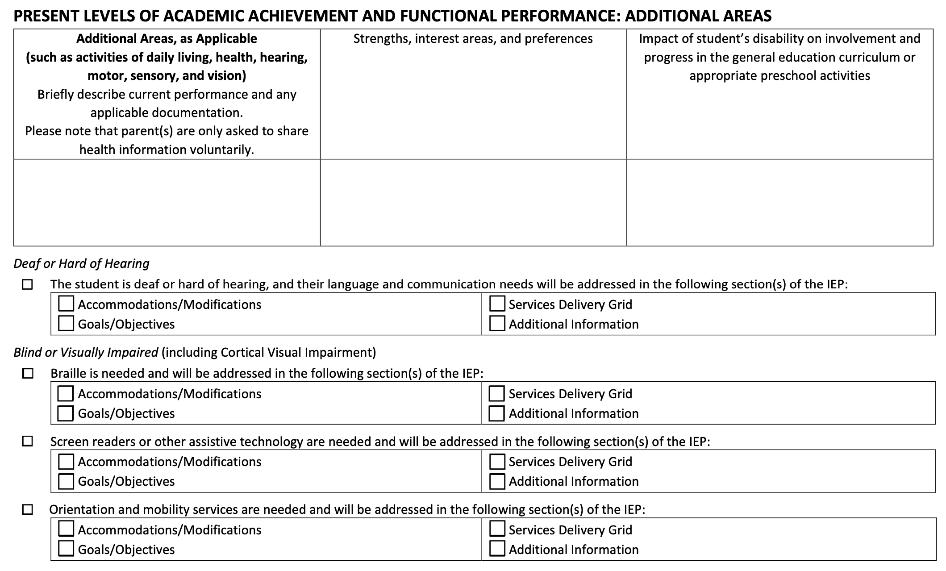 PRESENT LEVELS OF ACADEMIC ACHIEVEMENT AND FUNCTIONAL PERFORMANCE: ADDITIONAL AREAS
Additional Areas, as Applicable
(such as activities of daily living, health, hearing,
motor, sensory, and vision)
Briefly describe current performance and any
applicable documentation.
Please note that parent(s) are only asked to share
health information voluntarily.
Strengths, interest areas, and preferences
Impact of student's disability on involvement and
progress in the general education curriculum or
appropriate preschool activities
Deaf or Hard of Hearing
The student is deaf or hard of hearing, and their language and communication needs will be addressed in the following section(s) of the IEP:
Accommodations/Modifications
Goals/Objectives
Services Delivery Grid
Additional Information
Blind or Visually Impaired (including Cortical Visual Impairment)
Braille is needed and will be addressed in the following section(s) of the IEP:
Accommodations/Modifications
Goals/Objectives
Services Delivery Grid
Additional Information
Screen readers or other assistive technology are needed and will be addressed in the following section(s) of the IEP:
Accommodations/Modifications
Goals/Objectives
Services Delivery Grid
Additional Information
Orientation and mobility services are needed and will be addressed in the following section(s) of the IEP:
Accommodations/Modifications
Goals/Objectives
Services Delivery Grid
Additional Information